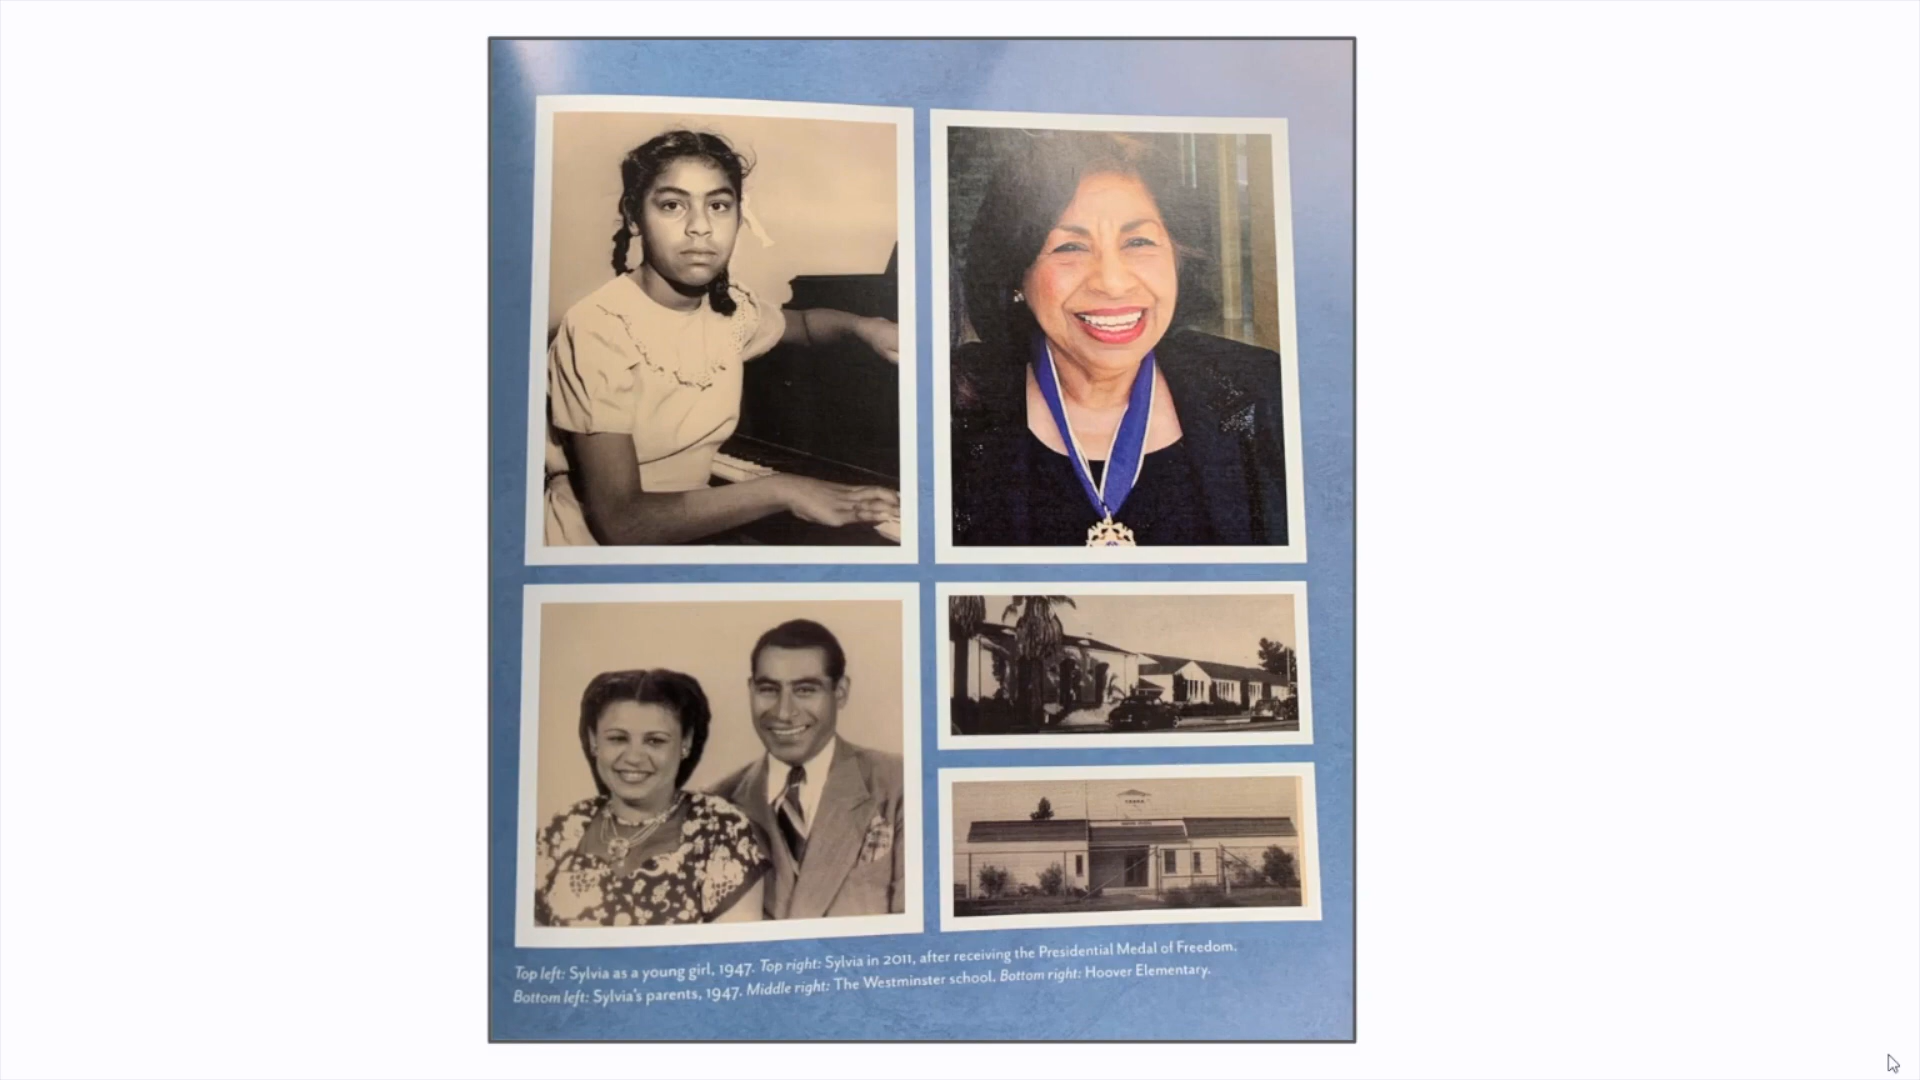 Top left: Sylvia as a young girl, 1947. Top right: Sylvia in 2011, after receiving the Presidential Medal of Freedom.
Bottom left: Sylvia's parents, 1947. Middle right: The Westminster school. Bottom right: Hoover Elementary.